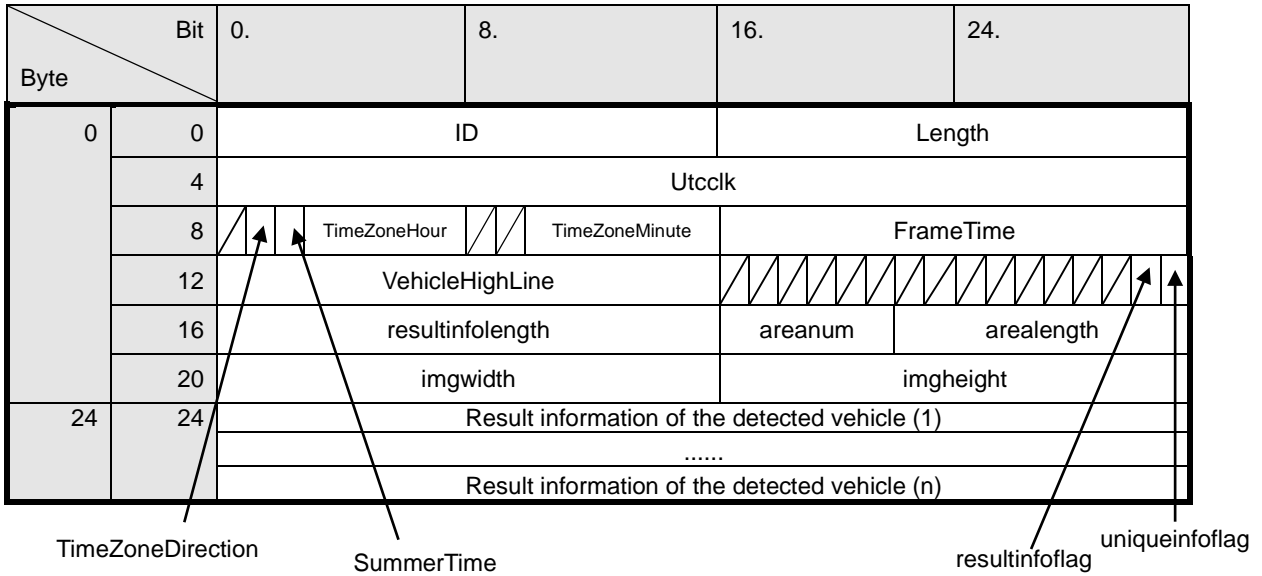 Bit 0. 8. 16. 24.
Byte
0 0 ID Length
4 Utcclk
8 TimeZoneHour TimeZoneMinute FrameTime
12 VehicleHighLine
16 resultinfolength areanum arealength
20 imgwidth imgheight
24 24 Result information of the detected vehicle (1)
......
Result information of the detected vehicle (n)
TimeZoneDirection SummerTime resultinfoflag uniqueinfoflag